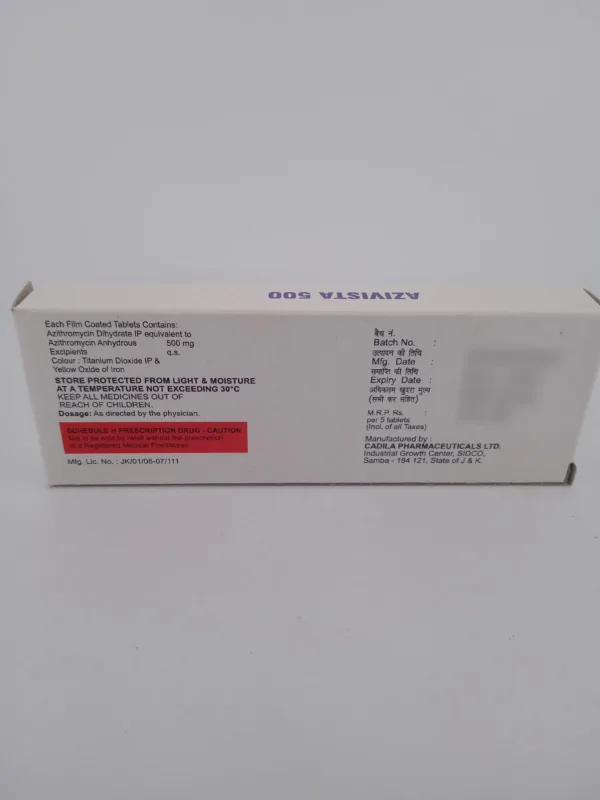 AZIVISTA 500
Each Film Coated Tablets Contains:
Azithromycin Dihydrate IP equivalent to
Azithromycin Anhydrous 500 mg
Excipients q.s.
Colour : Titanium Dioxide IP &
Yellow Oxide of Iron
STORE PROTECTED FROM LIGHT & MOISTURE
AT A TEMPERATURE NOT EXCEEDING 30°C
KEEP ALL MEDICINES OUT OF
REACH OF CHILDREN.
Dosage: As directed by the physician.
SCHEDULE H PRESCRIPTION DRUG - CAUTION
Not to be sold by retail without the prescription
of a Registered Medical Practitioner.
Mfg. Lic. No. : JK/01/06-07/111
बैच नं.
Batch No. :
उत्पादन की तिथि
Mfg. Date :
समाप्ति की तिथि
Expiry Date :
अधिकतम खुदरा मुल्य
(सभी कर सहित)
M.R.P. Rs. :
per 5 tablets
(Incl. of all Taxes)
Manufactured by :
CADILA PHARMACEUTICALS LTD.
Industrial Growth Center, SIDCO,
Samba - 184 121, State of J & K.